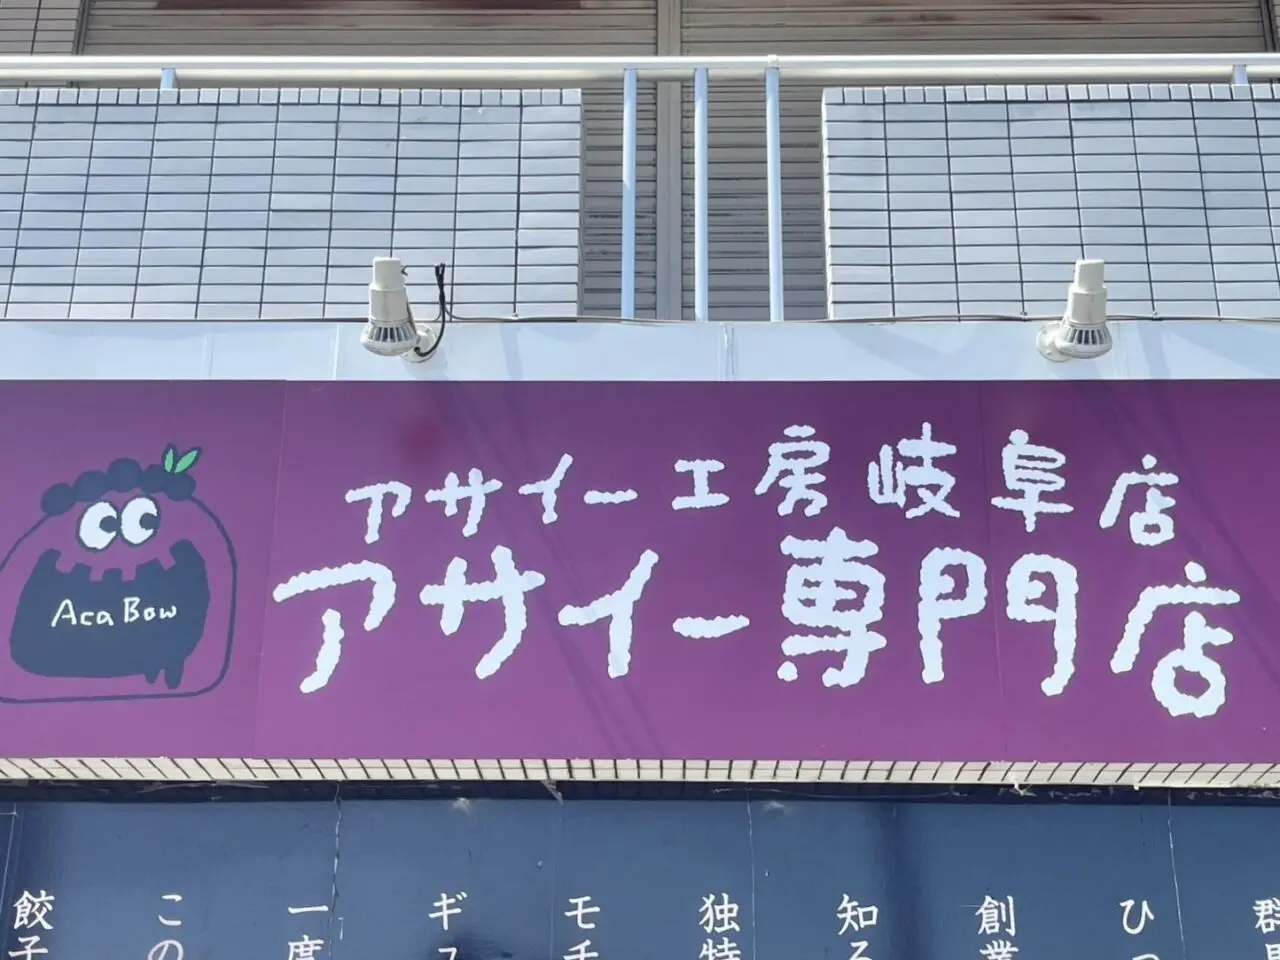 アサイー工房岐阜店
アサイー専門店
Aca Bow
ひ
創業
知
独特
モチ
ギ
一度
この
餃子